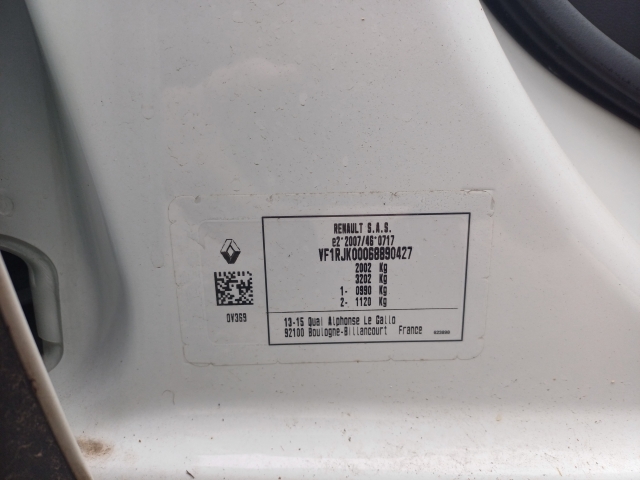 RENAULT S.A.S.
e2*2007/46*0717
VF1RJK00068890427
2002 Kg
3202 Kg
1- 0990 Kg
2- 1120 Kg
0V369
13-15 Quai Alphonse Le Gallo
92100 Boulogne-Billancourt France